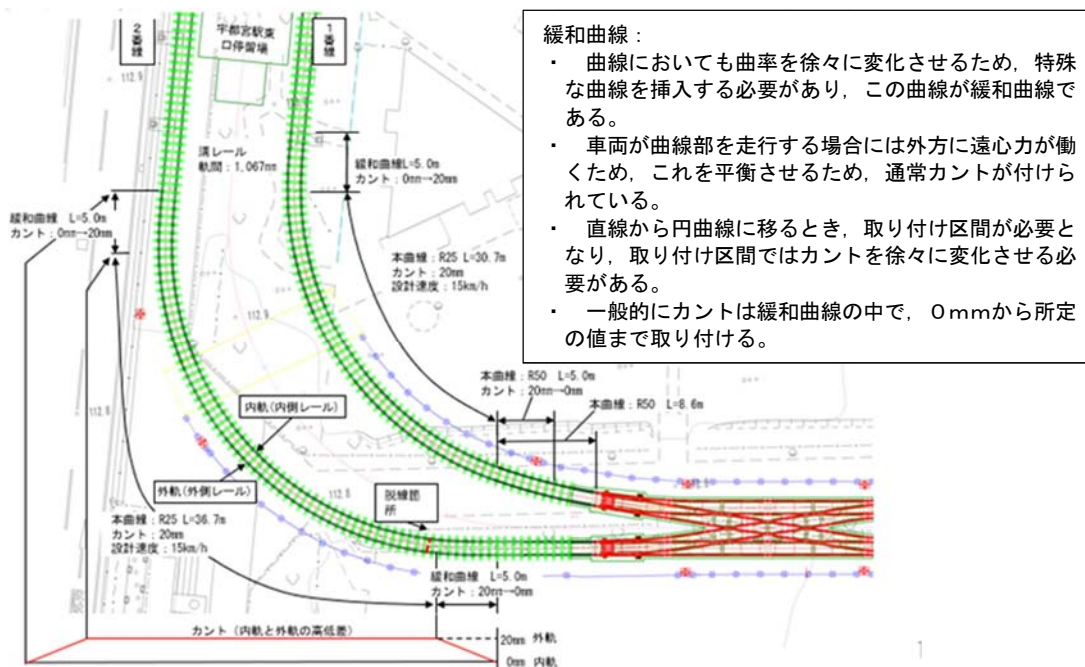 緩和曲線：
・　曲線においても曲率を徐々に変化させるため，特殊
な曲線を挿入する必要があり，この曲線が緩和曲線で
ある。
・　車両が曲線部を走行する場合には外方に遠心力が働
くため，これを平衡させるため，通常カントが付けら
れている。
・　直線から円曲線に移るとき，取り付け区間が必要と
なり，取り付け区間ではカントを徐々に変化させる必
要がある。
・　一般的にカントは緩和曲線の中で，０ｍｍから所定
の値まで取り付ける。
2番線
宇都宮駅東
口停留場
1番線
溝レール
軌間：1,067mm
緩和曲線L=5.0m
カント：0mm→20mm
緩和曲線 L=5.0m
カント：0mm→20mm
本曲線：R25 L=30.7m
カント：20mm
設計速度：15km/h
112.9
本曲線：R50 L=5.0m
カント：20mm→0mm
本曲線：R50 L=8.6m
内軌(内側レール)
外軌(外側レール)
112.8
脱線箇
所
本曲線：R25 L=36.7m
カント：20mm
設計速度：15km/h
緩和曲線 L=5.0m
カント：20mm→0mm
カント（内軌と外軌の高低差）
20mm 外軌
0mm 内軌